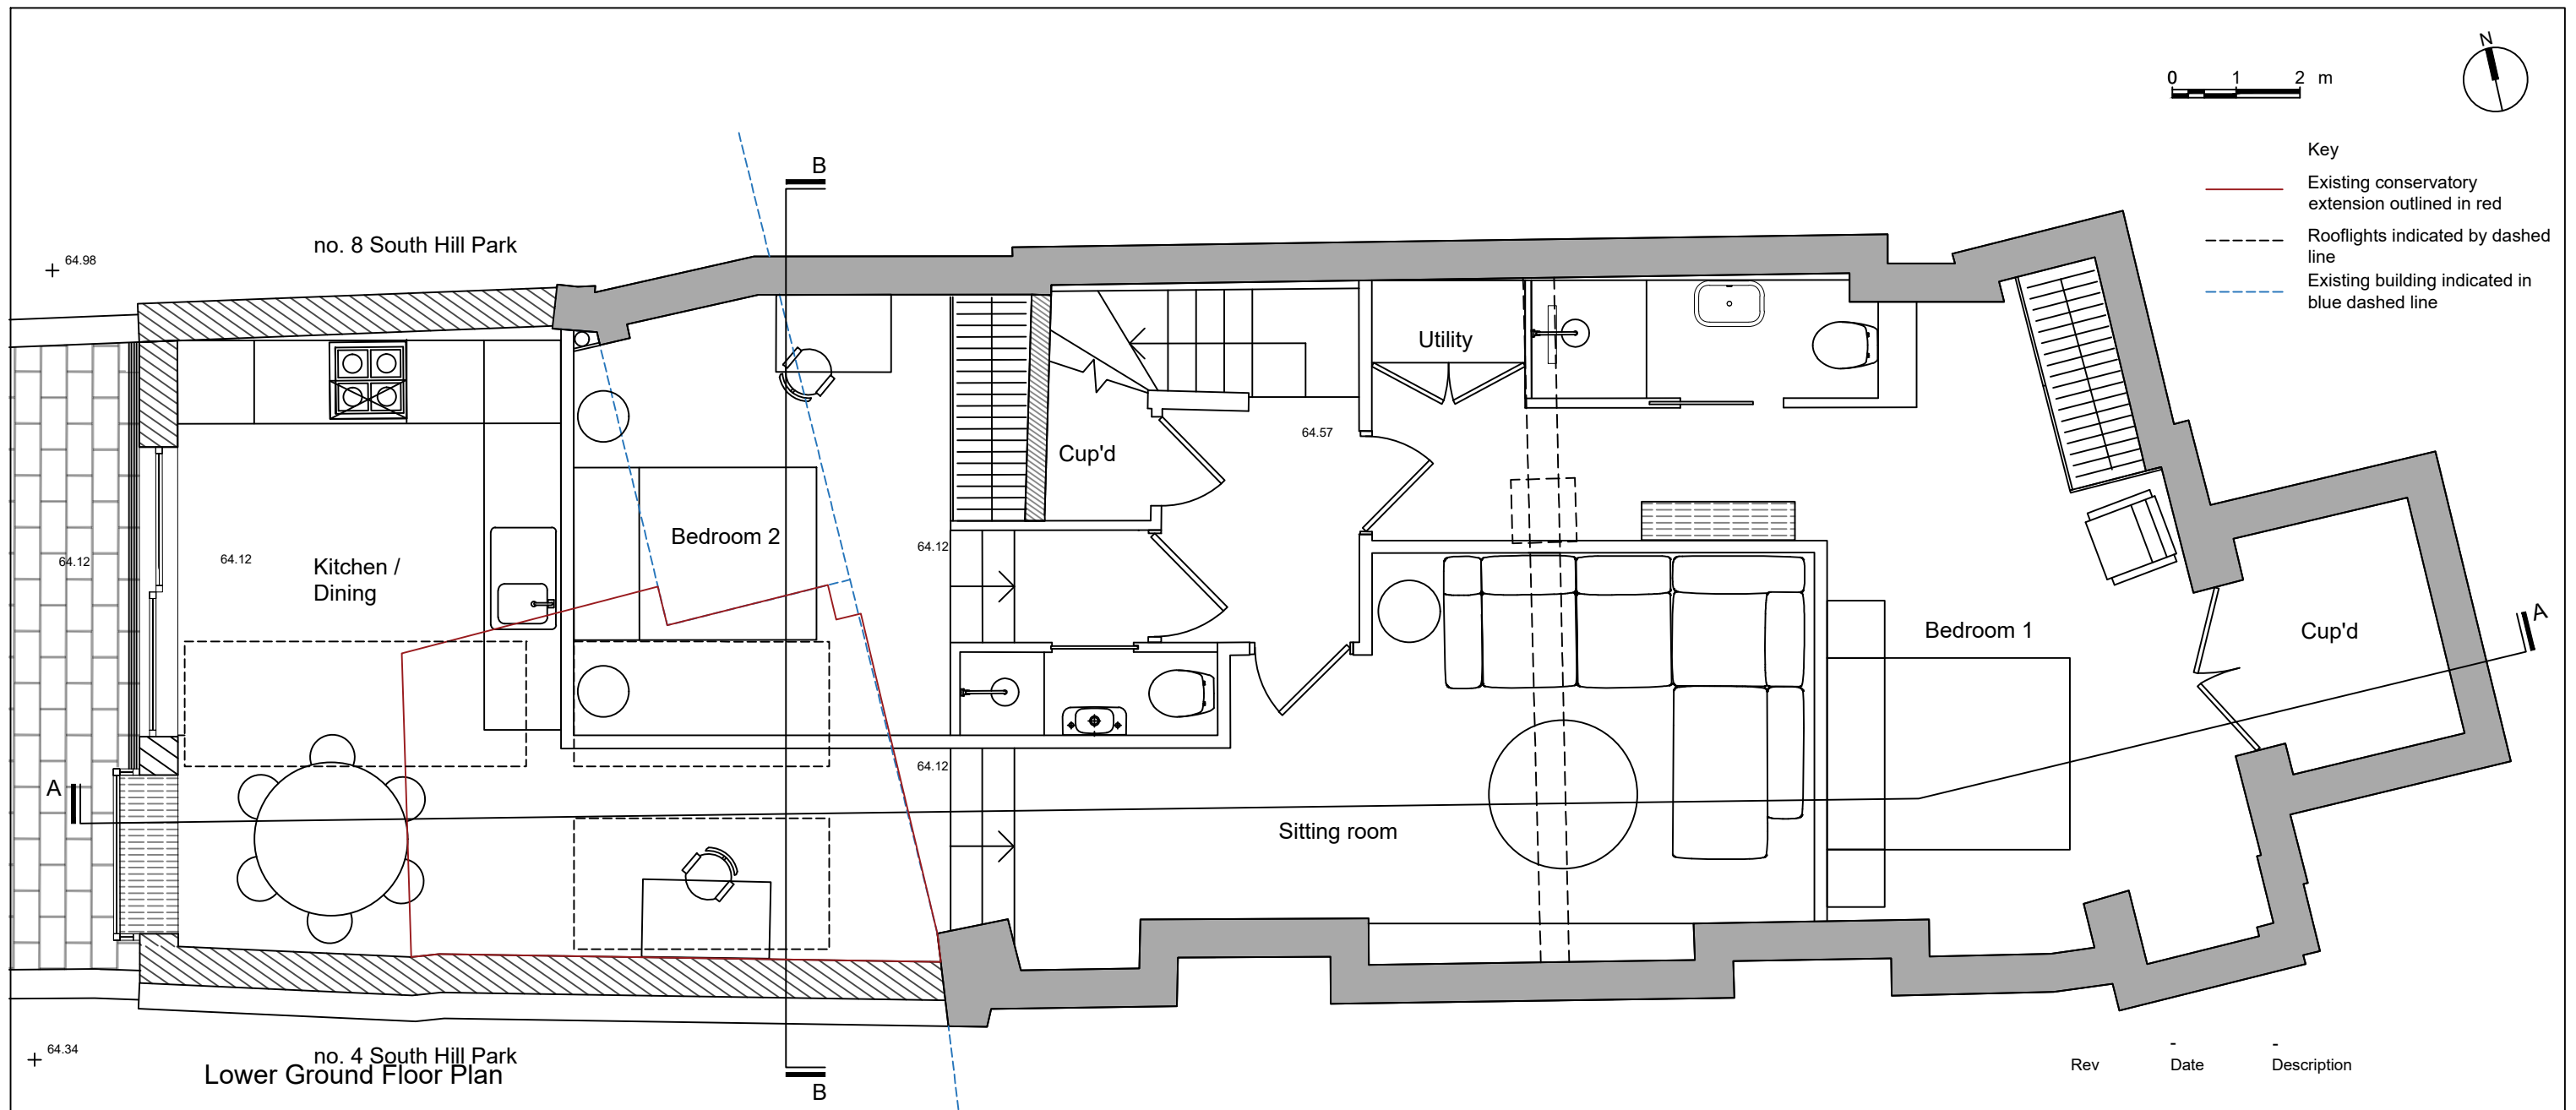 N
0 1 2 m
Key
Existing conservatory
extension outlined in red
Rooflights indicated by dashed
line
Existing building indicated in
blue dashed line
B
no. 8 South Hill Park
64.98
Utility
64.57
Cup'd
Bedroom 2
64.12
64.12
64.12
Kitchen /
Dining
Bedroom 1
Cup'd
A
64.12
A
Sitting room
64.34
no. 4 South Hill Park
Lower Ground Floor Plan
B
- -
Rev Date Description